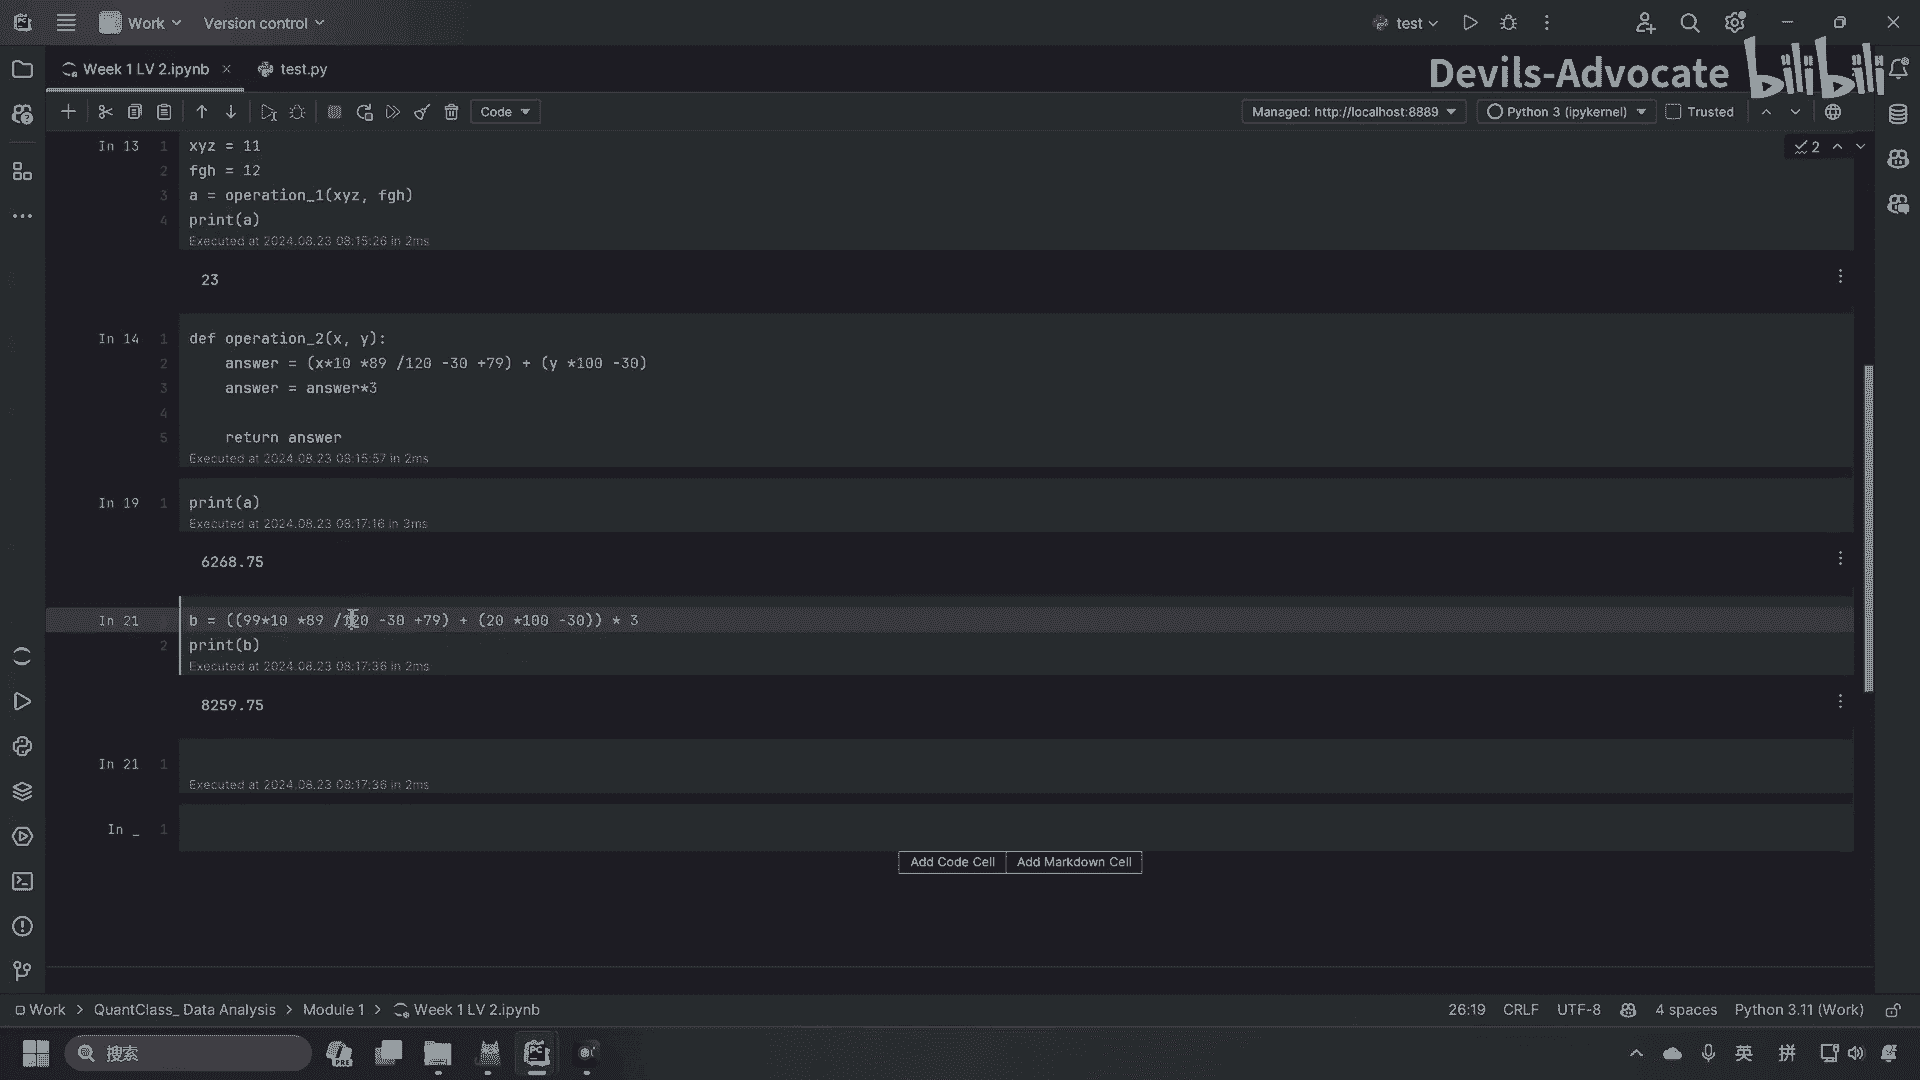 Work
Version control
test
Devils-Advocate bilibili
Week 1 LV 2.ipynb
test.py
Code
Managed: http://localhost:8889
Python 3 (ipykernel)
Trusted
In 13
1 xyz = 11
2
2 fgh = 12
3 a = operation_1(xyz, fgh)
4 print(a)
Executed at 2024.08.23 08:15:26 in 2ms
23
In 14
1 def operation_2(x, y):
2 answer = (x*10 *89 /120 -30 +79) + (y *100 -30)
3 answer = answer*3
4
5 return answer
Executed at 2024.08.23 08:15:57 in 2ms
In 19
1 print(a)
Executed at 2024.08.23 08:17:16 in 3ms
6268.75
In 21
b = ((99*10 *89 /120 -30 +79) + (20 *100 -30)) * 3
2 print(b)
Executed at 2024.08.23 08:17:36 in 2ms
8259.75
In 21
1
Executed at 2024.08.23 08:17:36 in 2ms
In _
1
Add Code Cell
Add Markdown Cell
Work > QuantClass_ Data Analysis > Module 1 > Week 1 LV 2.ipynb
26:19
CRLF
UTF-8
4 spaces
Python 3.11 (Work)
搜索
英
拼